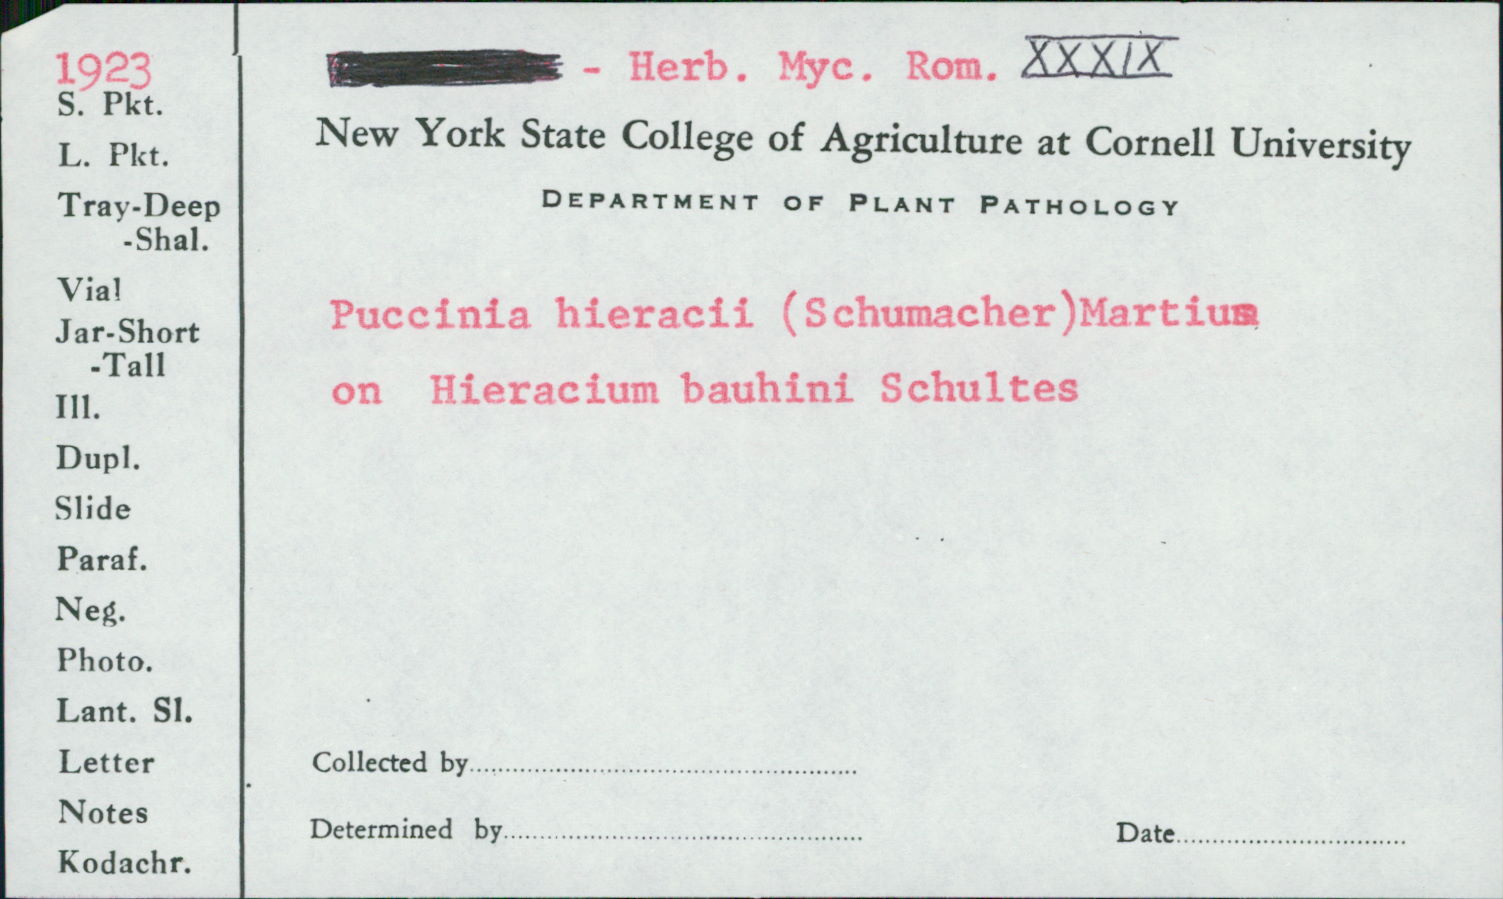 1923
- Herb. Myc. Rom. XXXIX
New York State College of Agriculture at Cornell University
DEPARTMENT OF PLANT PATHOLOGY
S. Pkt.
L. Pkt.
Tray-Deep
-Shal.
Vial
Jar-Short
-Tall
Ill.
Dupl.
Slide
Paraf.
Neg.
Photo.
Lant. Sl.
Letter
Notes
Kodachr.
Puccinia hieracii (Schumacher)Martius
on Hieracium bauhini Schultes
Collected by
Determined by
Date